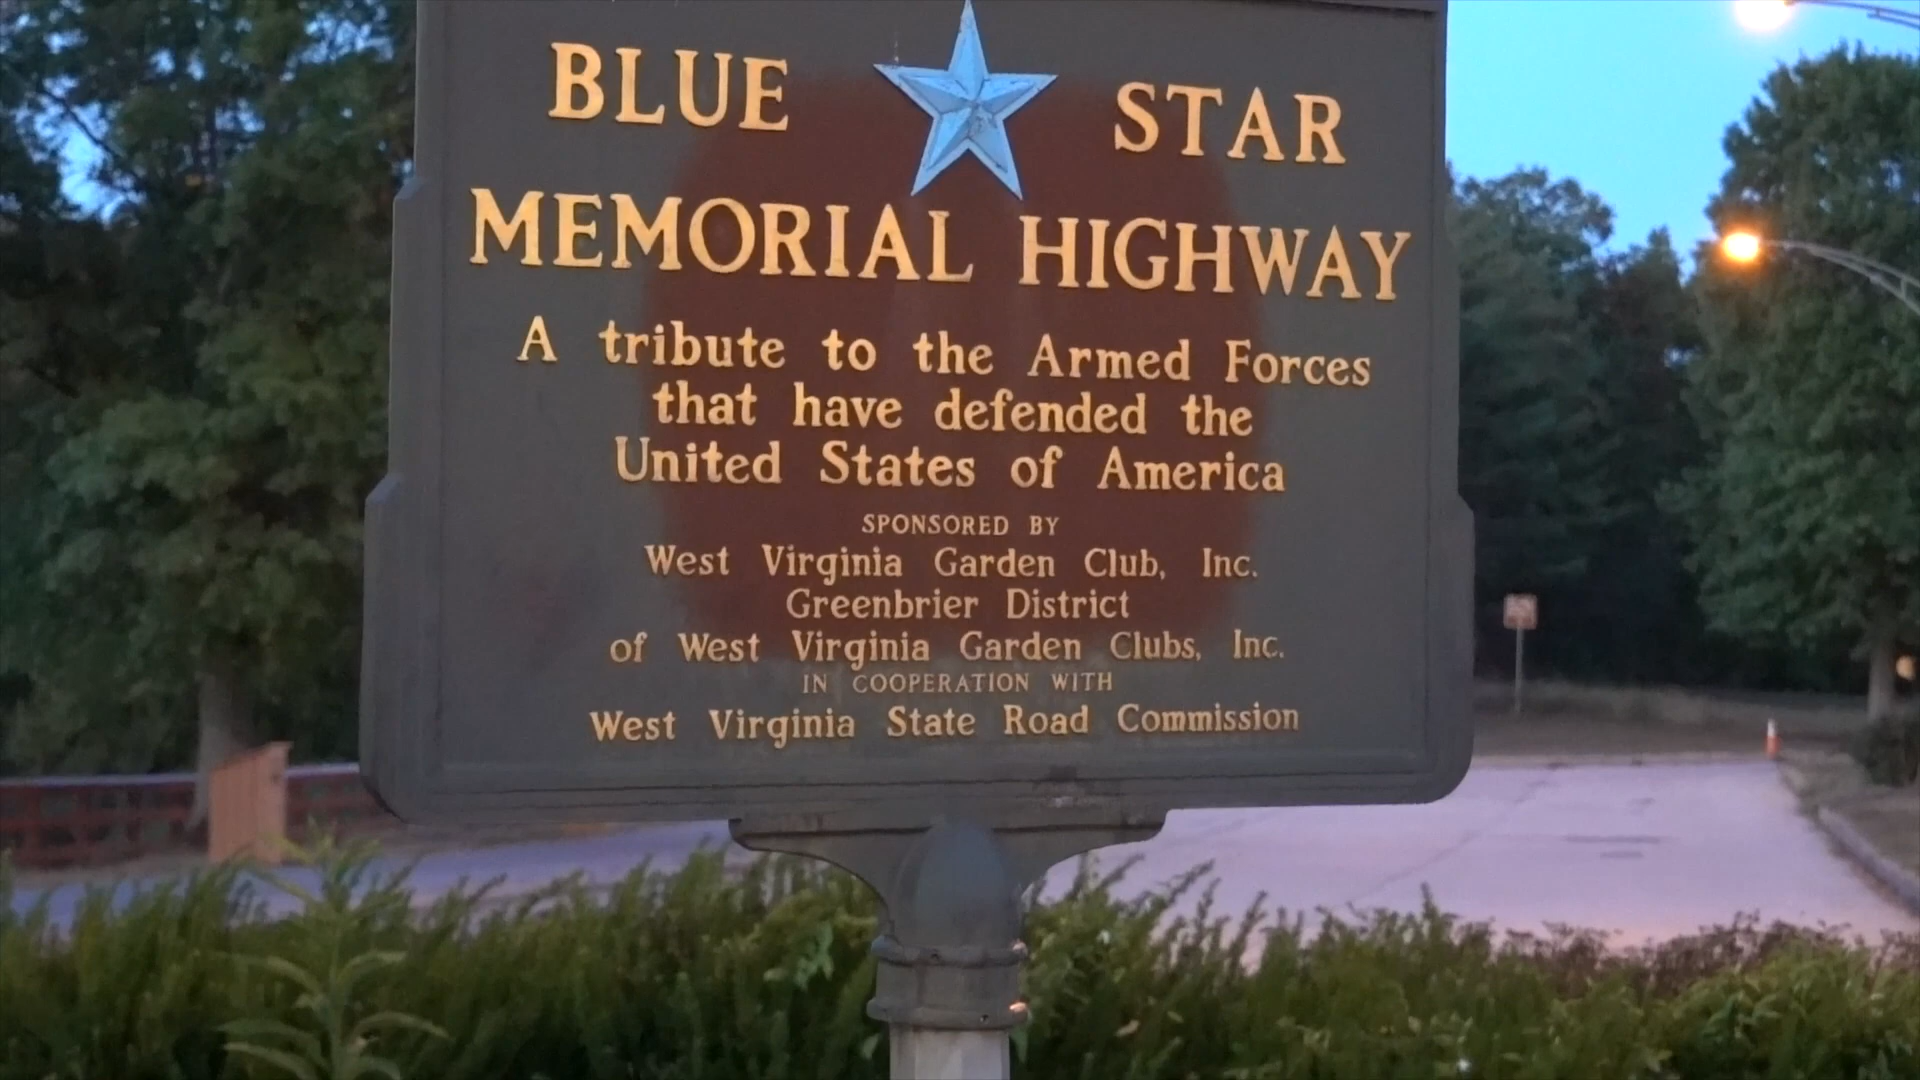 BLUE STAR
MEMORIAL HIGHWAY
A tribute to the Armed Forces
that have defended the
United States of America
SPONSORED BY
West Virginia Garden Club, Inc.
Greenbrier District
of West Virginia Garden Clubs, Inc.
IN COOPERATION WITH
West Virginia State Road Commission